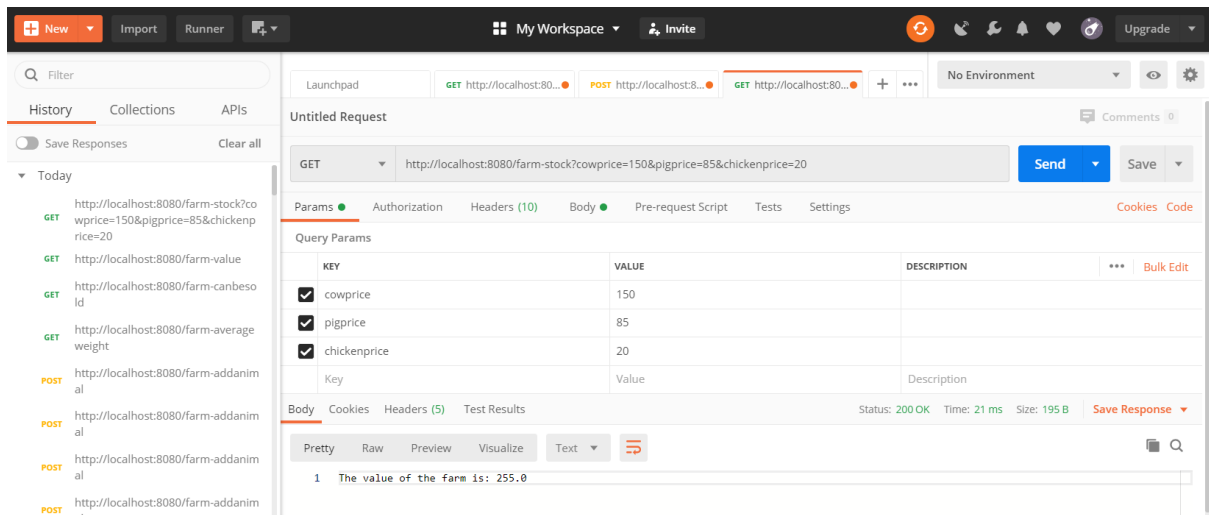 New Import Runner My Workspace Invite Upgrade
Filter
History Collections APIs
Save Responses Clear all
Today
GET http://localhost:8080/farm-stock?co
wprice=150&pigprice=85&chickenp
rice=20
GET http://localhost:8080/farm-value
GET http://localhost:8080/farm-canbeso
ld
GET http://localhost:8080/farm-average
weight
POST http://localhost:8080/farm-addanim
al
POST http://localhost:8080/farm-addanim
al
POST http://localhost:8080/farm-addanim
al
POST http://localhost:8080/farm-addanim
Launchpad GET http://localhost:80... POST http://localhost:8... GET http://localhost:80... No Environment
Untitled Request Comments 0
GET http://localhost:8080/farm-stock?cowprice=150&pigprice=85&chickenprice=20 Send Save
Params Authorization Headers (10) Body Pre-request Script Tests Settings Cookies Code
Query Params
KEY VALUE DESCRIPTION Bulk Edit
cowprice 150
pigprice 85
chickenprice 20
Key Value Description
Body Cookies Headers (5) Test Results Status: 200 OK Time: 21 ms Size: 195 B Save Response
Pretty Raw Preview Visualize Text
1 The value of the farm is: 255.0